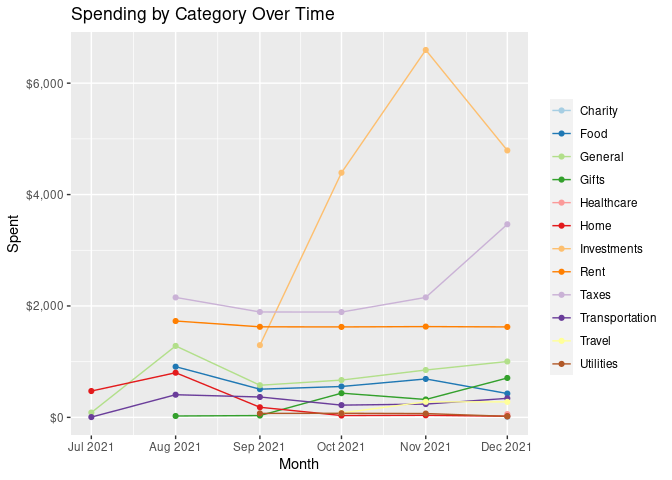 Spending by Category Over Time
$6,000
$4,000
$2,000
$0
Spent
Jul 2021
Aug 2021
Sep 2021
Oct 2021
Nov 2021
Dec 2021
Month
Charity
Food
General
Gifts
Healthcare
Home
Investments
Rent
Taxes
Transportation
Travel
Utilities